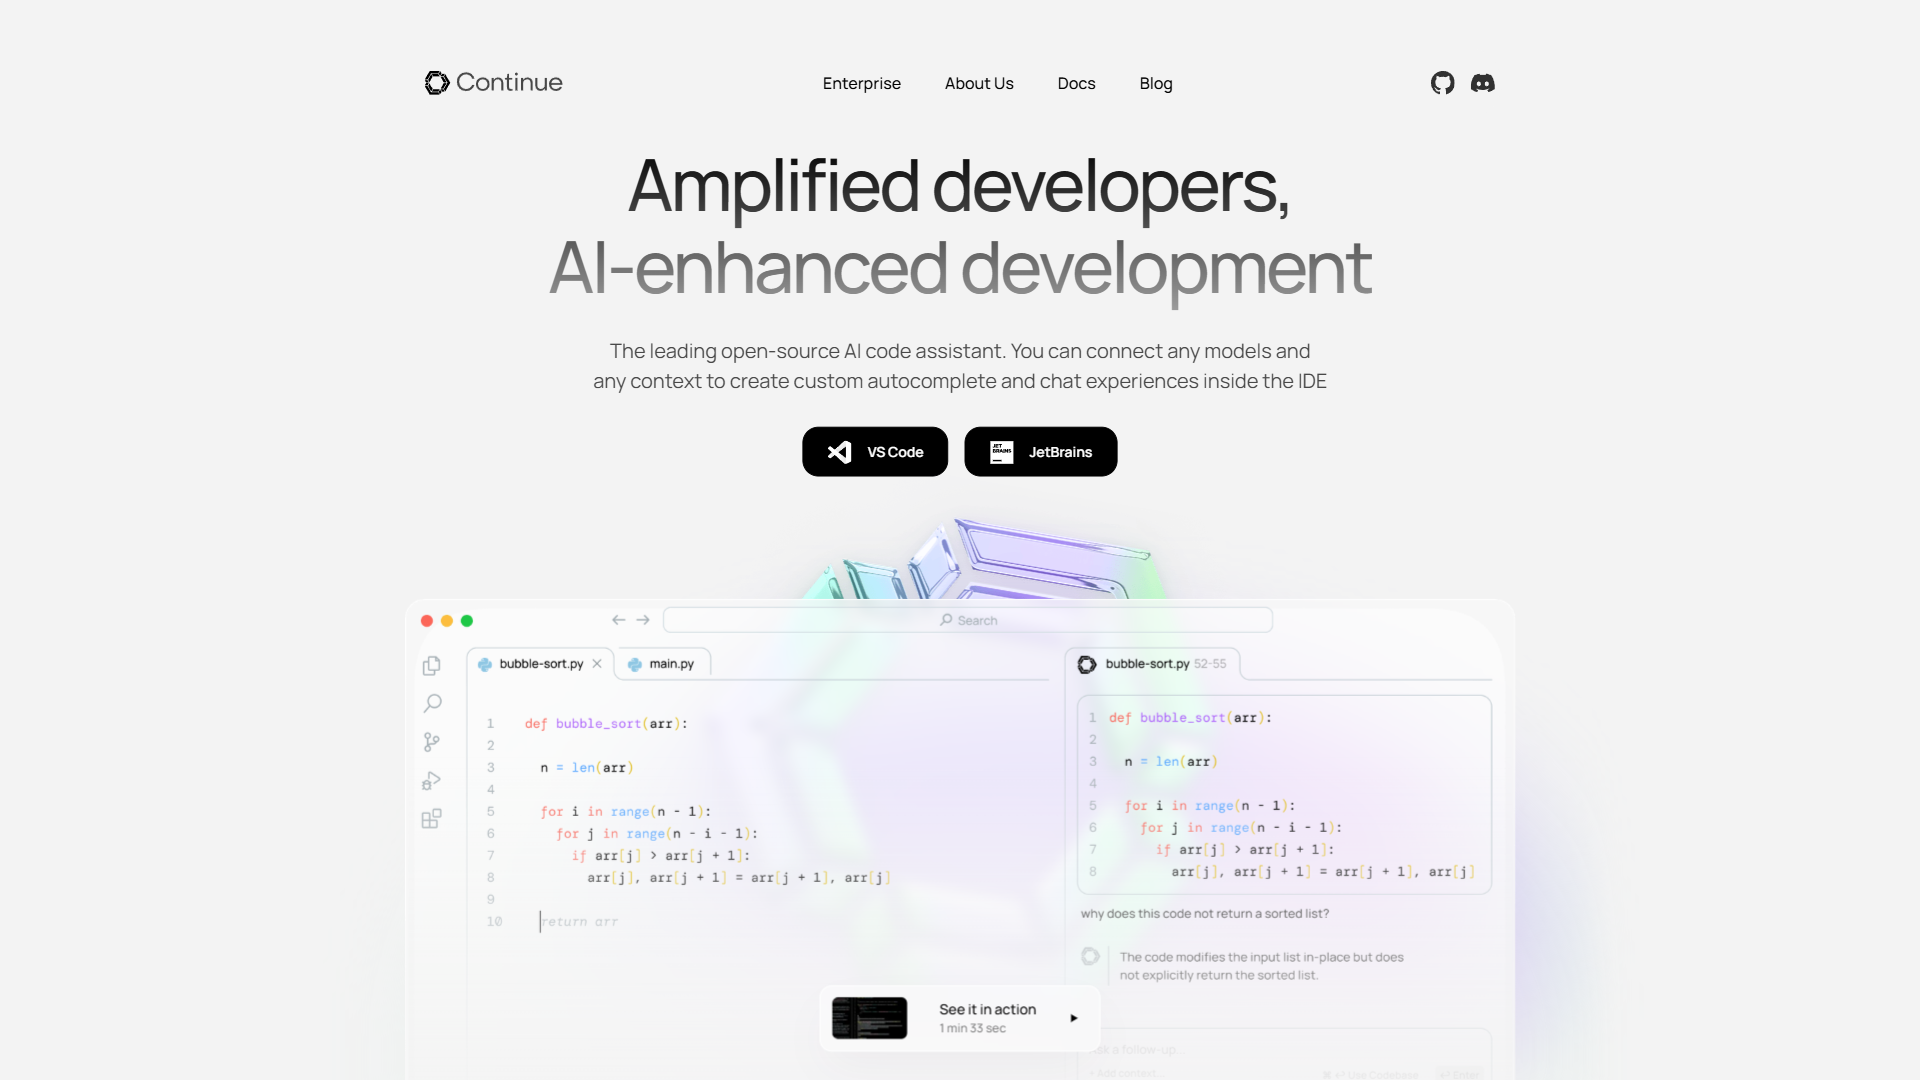 Continue
Enterprise
About Us
Docs
Blog
Amplified developers,
AI-enhanced development
The leading open-source AI code assistant. You can connect any models and
any context to create custom autocomplete and chat experiences inside the IDE
VS Code
JET BRAINS JetBrains
Search
bubble-sort.py
main.py
1 def bubble_sort(arr):
2
3 n = len(arr)
4
5 for i in range(n - 1):
6 for j in range(n - i - 1):
7 if arr[j] > arr[j + 1]:
8 arr[j], arr[j + 1] = arr[j + 1], arr[j]
9
10 return arr
bubble-sort.py 52-55
1 def bubble_sort(arr):
2
3 n = len(arr)
4
5 for i in range(n - 1):
6 for j in range(n - i - 1):
7 if arr[j] > arr[j + 1]:
8 arr[j], arr[j + 1] = arr[j + 1], arr[j]
why does this code not return a sorted list?
The code modifies the input list in-place but does
not explicitly return the sorted list.
See it in action
1 min 33 sec
a follow-up...
+ Add context...
⌘ ⏎ Use Codebase
⏎ Enter